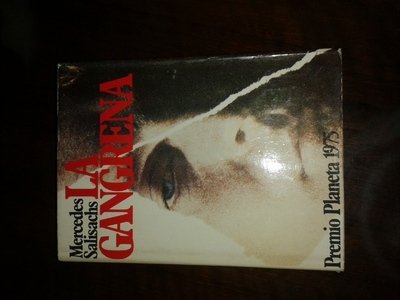 Mercedes
Salisachs
LA
GANGRENA
Premio Planeta 1975